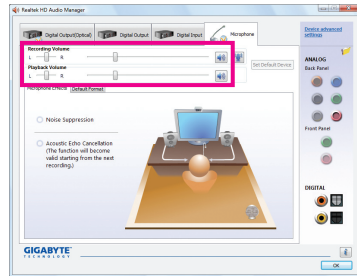 Realtek HD Audio Manager
Digital Output(Optical)
Digital Output
Digital Input
Microphone
Device advanced
settings
Recording Volume
L R
Set Default Device
Playback Volume
L R
ANALOG
Back Panel
Microphone Effects
Default Format
Noise Suppression
Acoustic Echo Cancellation
(The function will become
valid starting from the next
recording.)
Front Panel
DIGITAL
GIGABYTE
TECHNOLOGY
i
OK